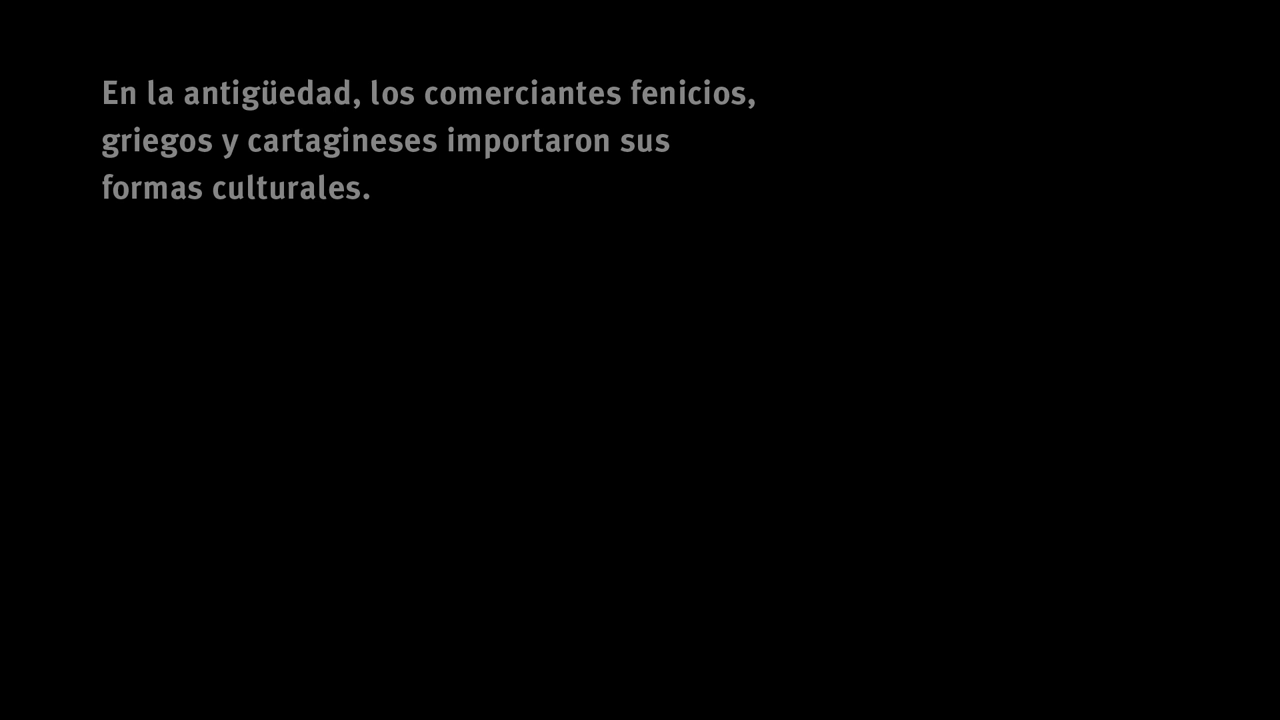 En la antigüedad, los comerciantes fenicios,
griegos y cartagineses importaron sus
formas culturales.